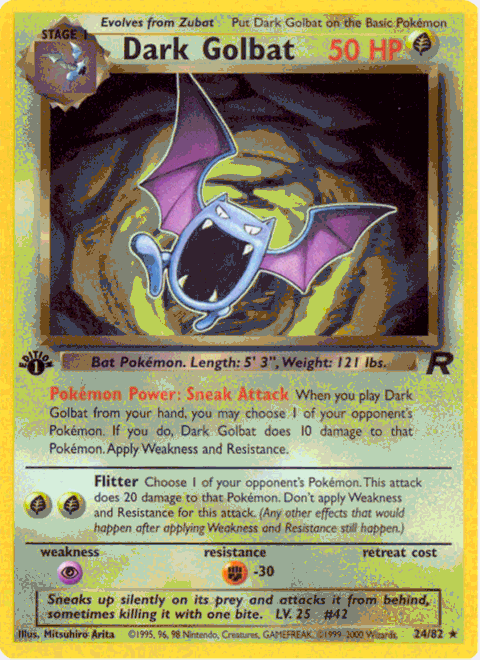 Evolves from Zubat Put Dark Golbat on the Basic Pokémon
STAGE 1
Dark Golbat 50 HP
EDITION
1
Bat Pokémon. Length: 5' 3", Weight: 121 lbs.
R
Pokémon Power: Sneak Attack When you play Dark
Golbat from your hand, you may choose 1 of your opponent's
Pokémon. If you do, Dark Golbat does 10 damage to that
Pokémon. Apply Weakness and Resistance.
Flitter Choose 1 of your opponent's Pokémon. This attack
does 20 damage to that Pokémon. Don't apply Weakness
and Resistance for this attack. (Any other effects that would
happen after applying Weakness and Resistance still happen.)
weakness resistance retreat cost
-30
Sneaks up silently on its prey and attacks it from behind,
sometimes killing it with one bite. LV. 25 #42
Illus. Mitsuhiro Arita ©1995, 96, 98 Nintendo, Creatures, GAMEFREAK. ©1999-2000 Wizards. 24/82 ★